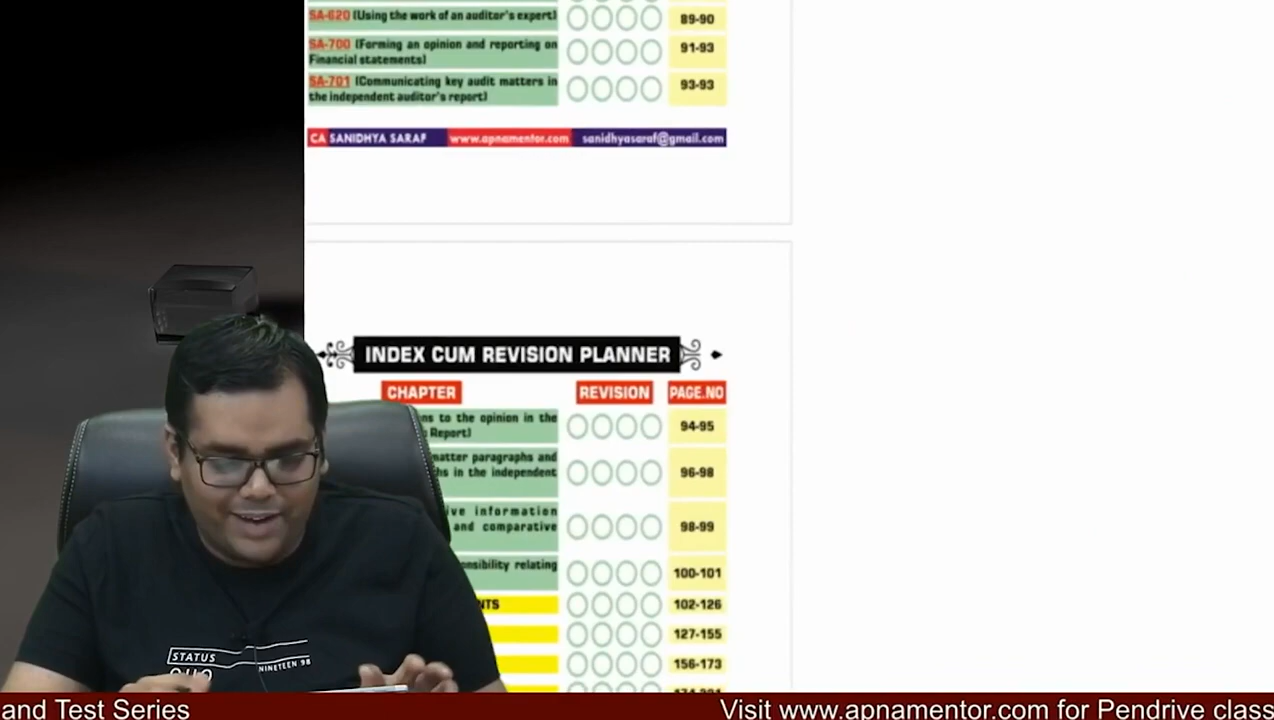 SA-620 (Using the work of an auditor's expert)
89-90
SA-700 (Forming an opinion and reporting on
Financial statements)
91-93
SA-701 (Communicating key audit matters in
the independent auditor's report)
93-93
CA SANIDHYA SARAF www.apnamentor.com sanidhyasaraf@gmail.com
INDEX CUM REVISION PLANNER
CHAPTER REVISION PAGE.NO
to the opinion in the
Report)
94-95
matter paragraphs and
in the independent
96-98
information
and comparative
98-99
relating
100-101
102-126
127-155
156-173
STATUS
QUO
NINETEEN 98
and Test Series
Visit www.apnamentor.com for Pendrive class